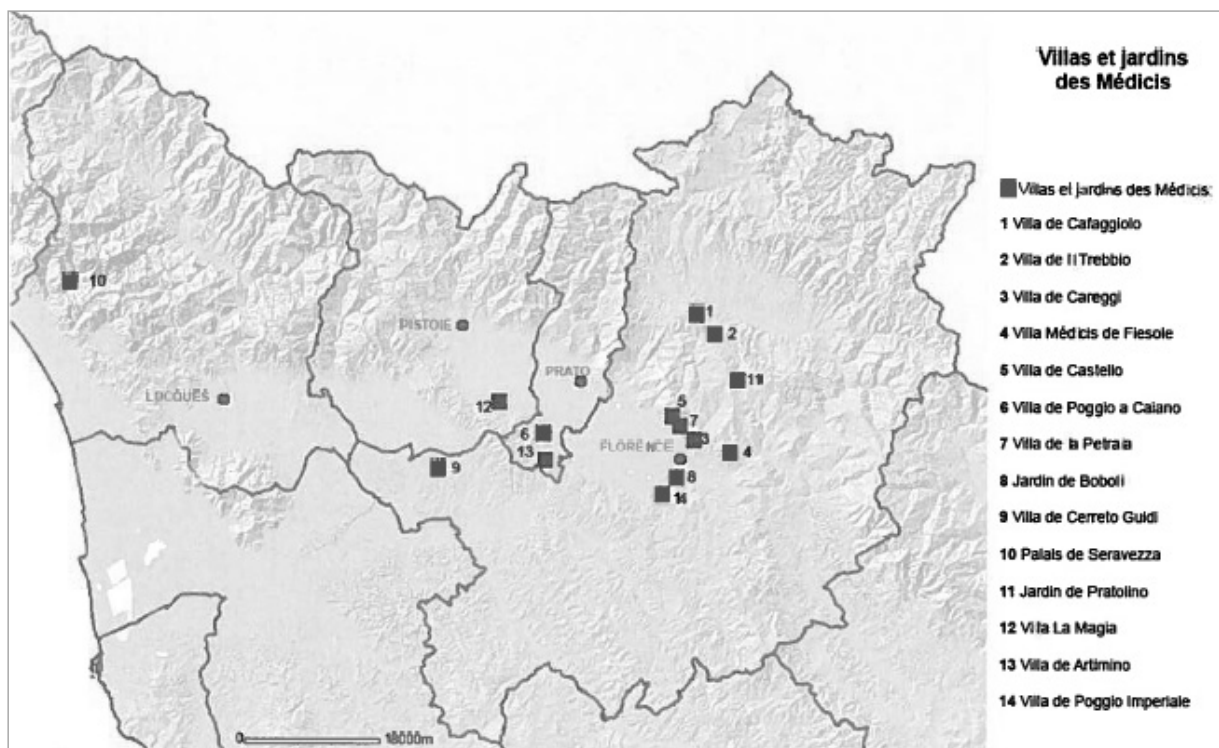 Villas et jardins
des Médicis
Villas et jardins des Médicis:
1 Villa de Cafaggiolo
2 Villa de Il Trebbio
3 Villa de Careggi
4 Villa Médicis de Fiesole
5 Villa de Castello
6 Villa de Poggio a Caiano
7 Villa de la Petraia
8 Jardin de Boboli
9 Villa de Cerreto Guidi
10 Palais de Seravezza
11 Jardin de Pratolino
12 Villa La Magia
13 Villa de Artimino
14 Villa de Poggio Imperiale
10
1
PISTOIE
2
PRATO
11
LUCQUES
12
5
7
6
3
FLORENCE
4
13
9
8
14
0 18000m